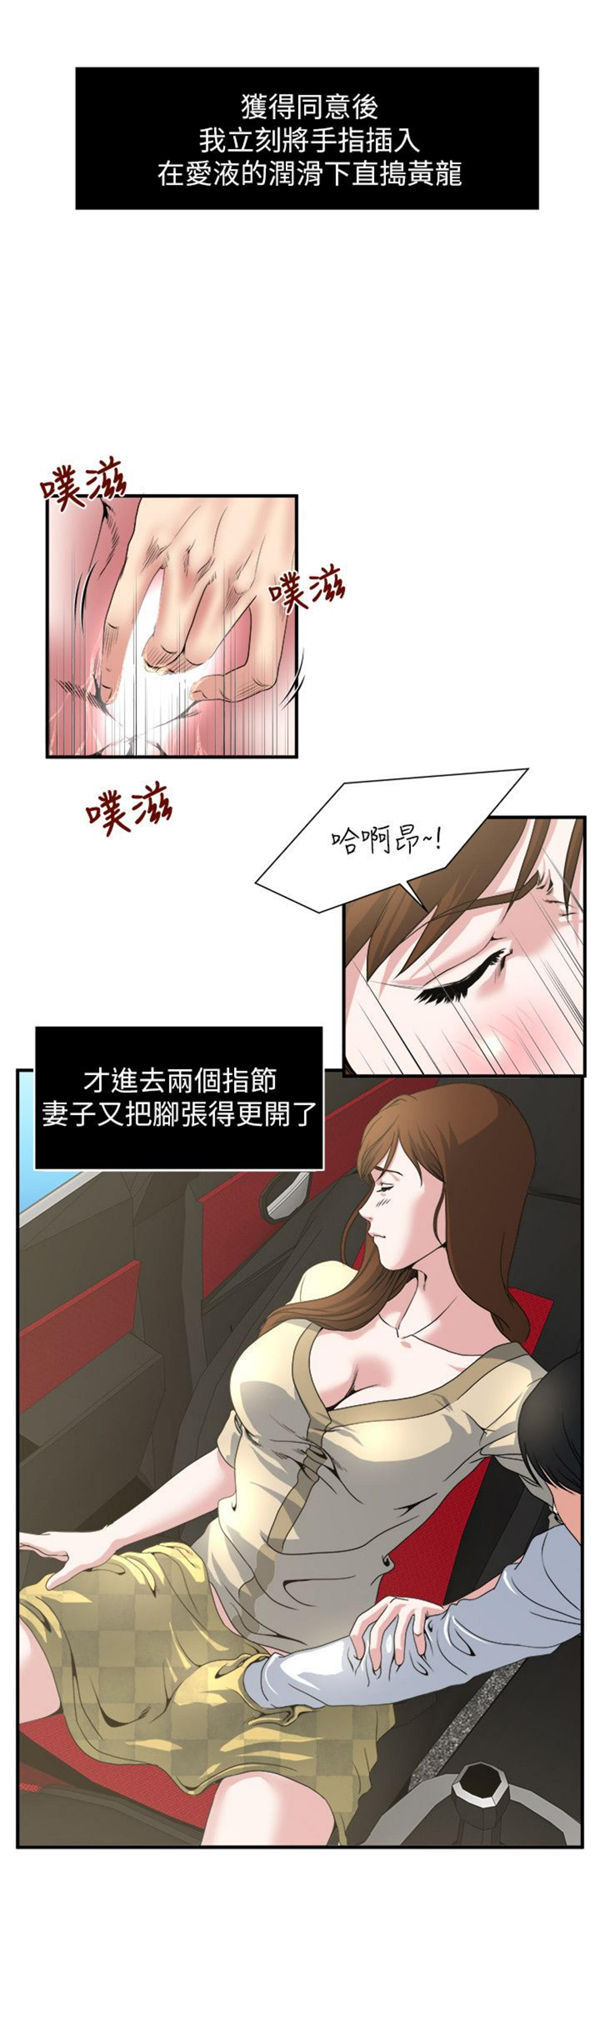 獲得同意後
我立刻將手指插入
在愛液的潤滑下直搗黃龍
噗滋
噗滋
噗滋
哈啊昂~!
才進去兩個指節
妻子又把腳張得更開了